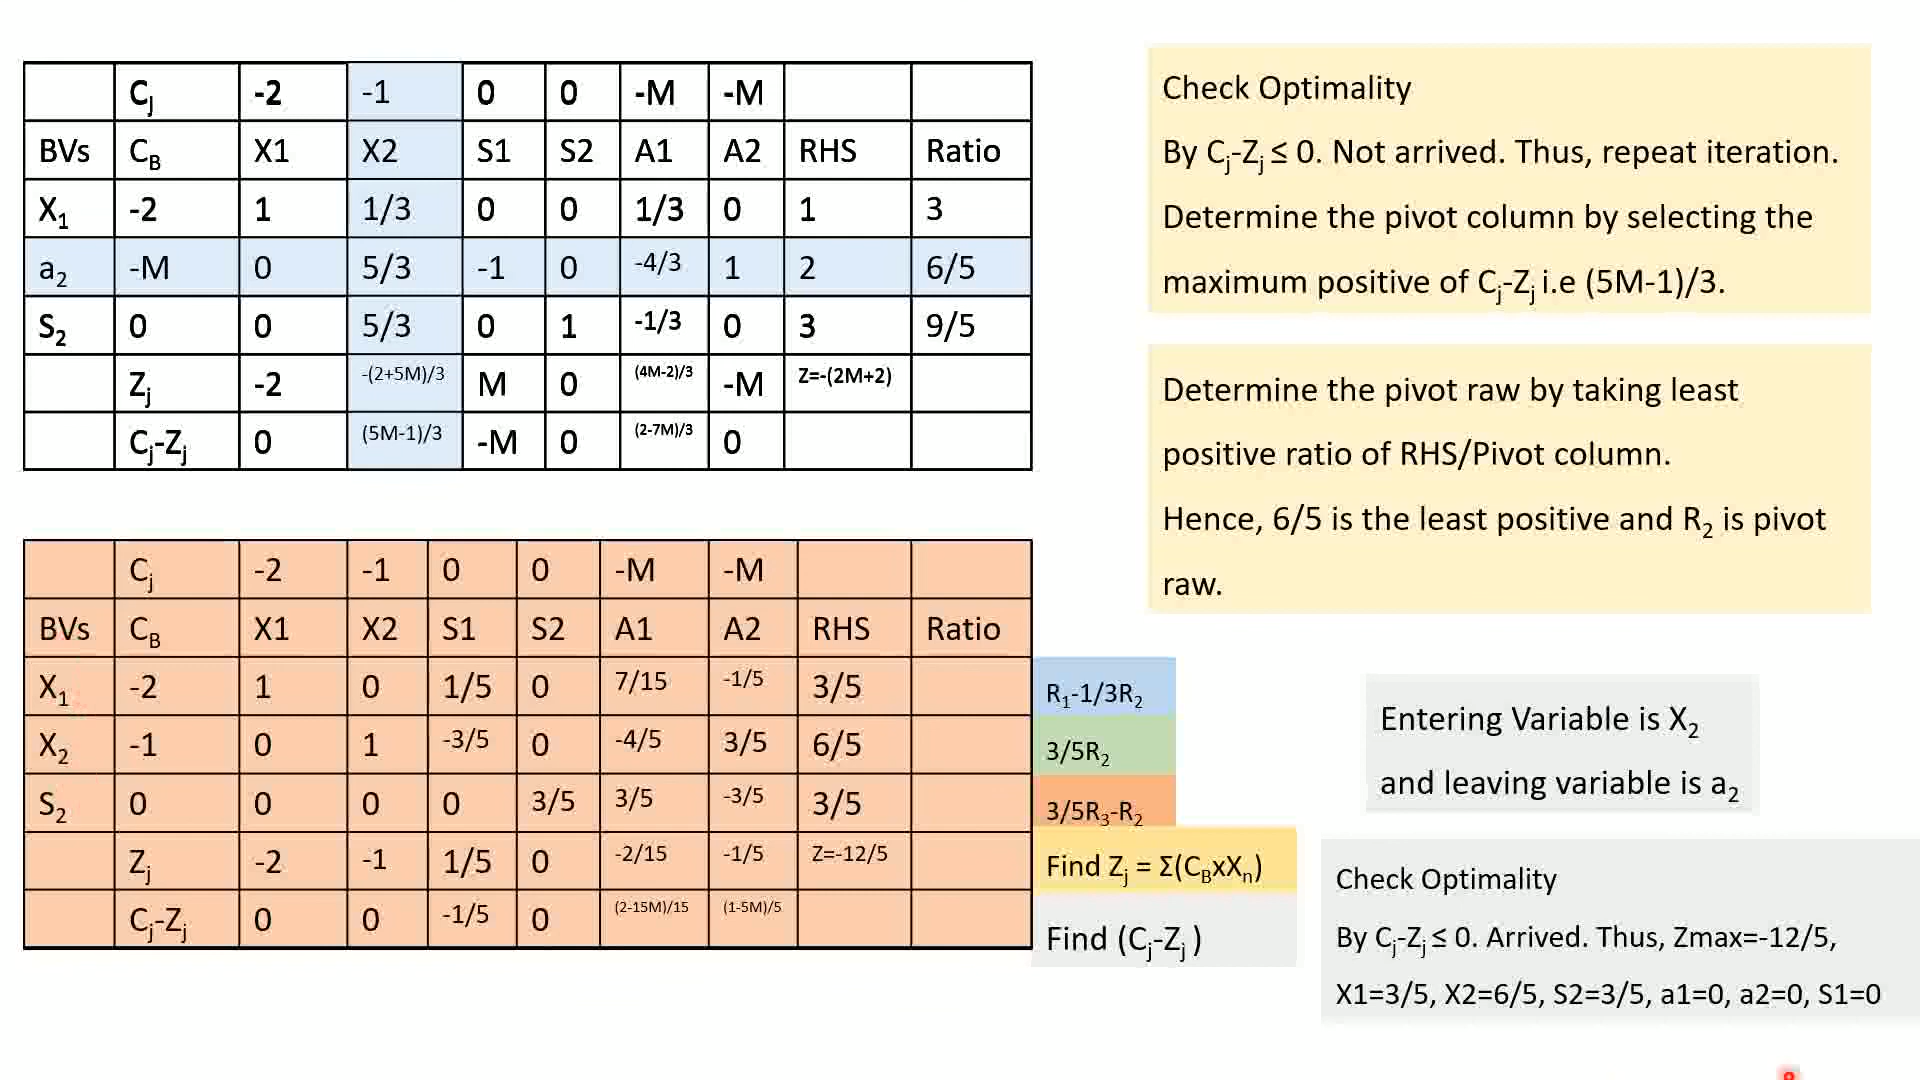 Cj -2 -1 0 0 -M -M
BVs CB X1 X2 S1 S2 A1 A2 RHS Ratio
X1 -2 1 1/3 0 0 1/3 0 1 3
a2 -M 0 5/3 -1 0 -4/3 1 2 6/5
S2 0 0 5/3 0 1 -1/3 0 3 9/5
Zj -2 -(2+5M)/3 M 0 (4M-2)/3 -M Z=-(2M+2)
Cj-Zj 0 (5M-1)/3 -M 0 (2-7M)/3 0
Check Optimality
By Cj-Zj ≤ 0. Not arrived. Thus, repeat iteration.
Determine the pivot column by selecting the
maximum positive of Cj-Zj i.e (5M-1)/3.
Determine the pivot raw by taking least
positive ratio of RHS/Pivot column.
Hence, 6/5 is the least positive and R2 is pivot
raw.
Cj -2 -1 0 0 -M -M
BVs CB X1 X2 S1 S2 A1 A2 RHS Ratio
X1 -2 1 0 1/5 0 7/15 -1/5 3/5
R1-1/3R2
X2 -1 0 1 -3/5 0 -4/5 3/5 6/5
3/5R2
S2 0 0 0 0 3/5 3/5 -3/5 3/5
3/5R3-R2
Zj -2 -1 1/5 0 -2/15 -1/5 Z=-12/5
Find Zj = Σ(CBxXn)
Cj-Zj 0 0 -1/5 0 (2-15M)/15 (1-5M)/5
Find (Cj-Zj )
Entering Variable is X2
and leaving variable is a2
Check Optimality
By Cj-Zj ≤ 0. Arrived. Thus, Zmax=-12/5,
X1=3/5, X2=6/5, S2=3/5, a1=0, a2=0, S1=0